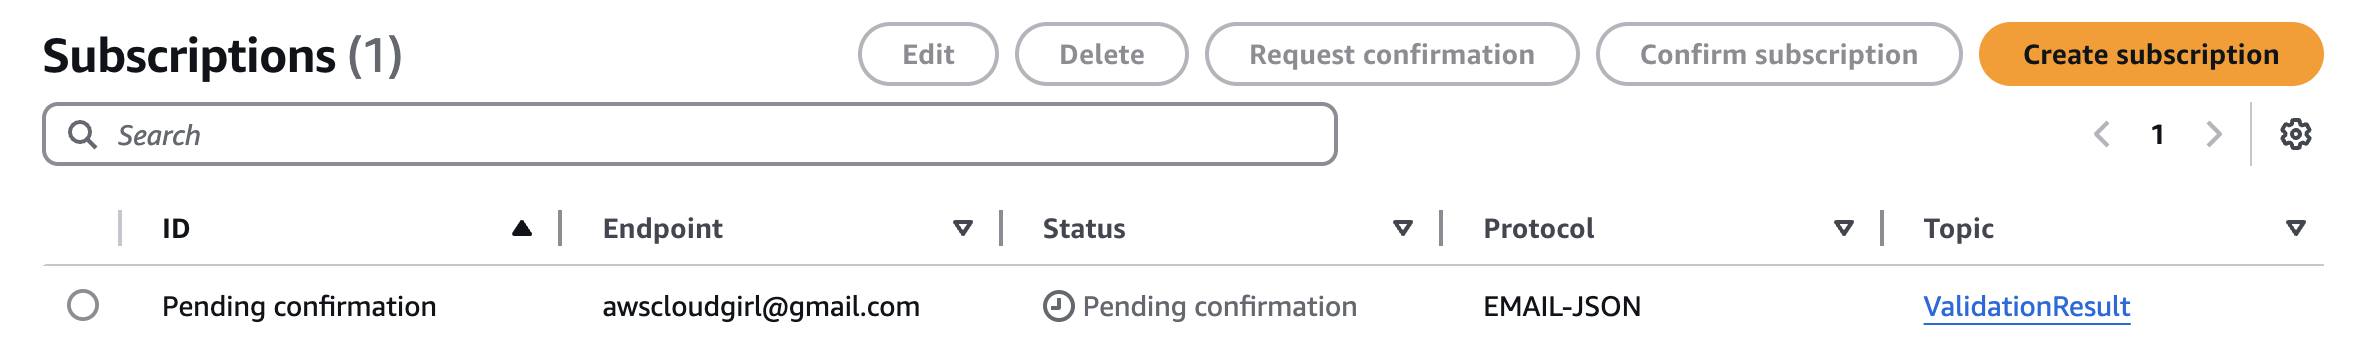 Subscriptions (1) Edit Delete Request confirmation Confirm subscription Create subscription
Search 1
ID Endpoint Status Protocol Topic
Pending confirmation awscloudgirl@gmail.com Pending confirmation EMAIL-JSON ValidationResult